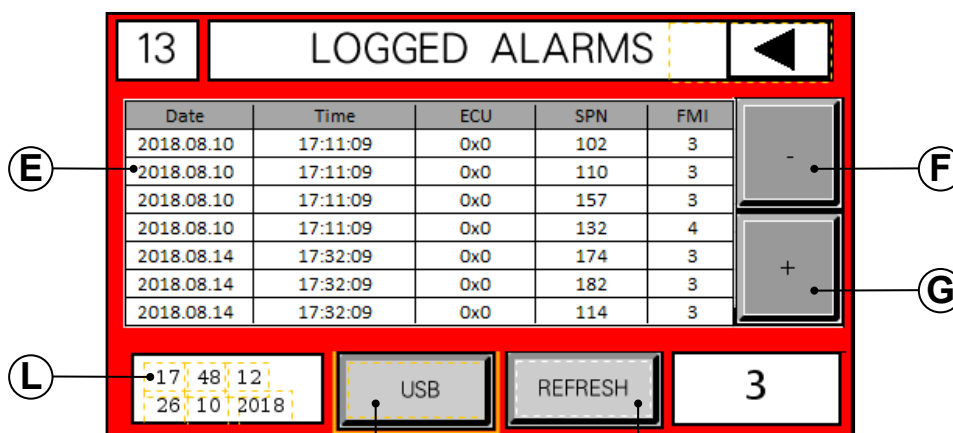 13 LOGGED ALARMS
Date Time ECU SPN FMI
2018.08.10 17:11:09 0x0 102 3
-
E 2018.08.10 17:11:09 0x0 110 3 F
2018.08.10 17:11:09 0x0 157 3
2018.08.10 17:11:09 0x0 132 4
2018.08.14 17:32:09 0x0 174 3
+
2018.08.14 17:32:09 0x0 182 3 G
2018.08.14 17:32:09 0x0 114 3
L 17 48 12 USB REFRESH 3
26 10 2018